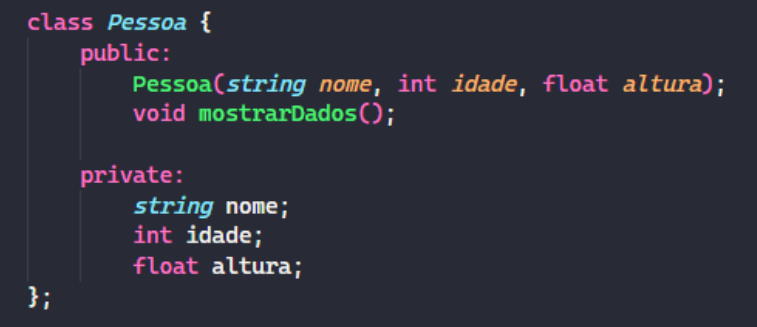 class Pessoa {
public:
Pessoa(string nome, int idade, float altura);
void mostrarDados();
private:
string nome;
int idade;
float altura;
};